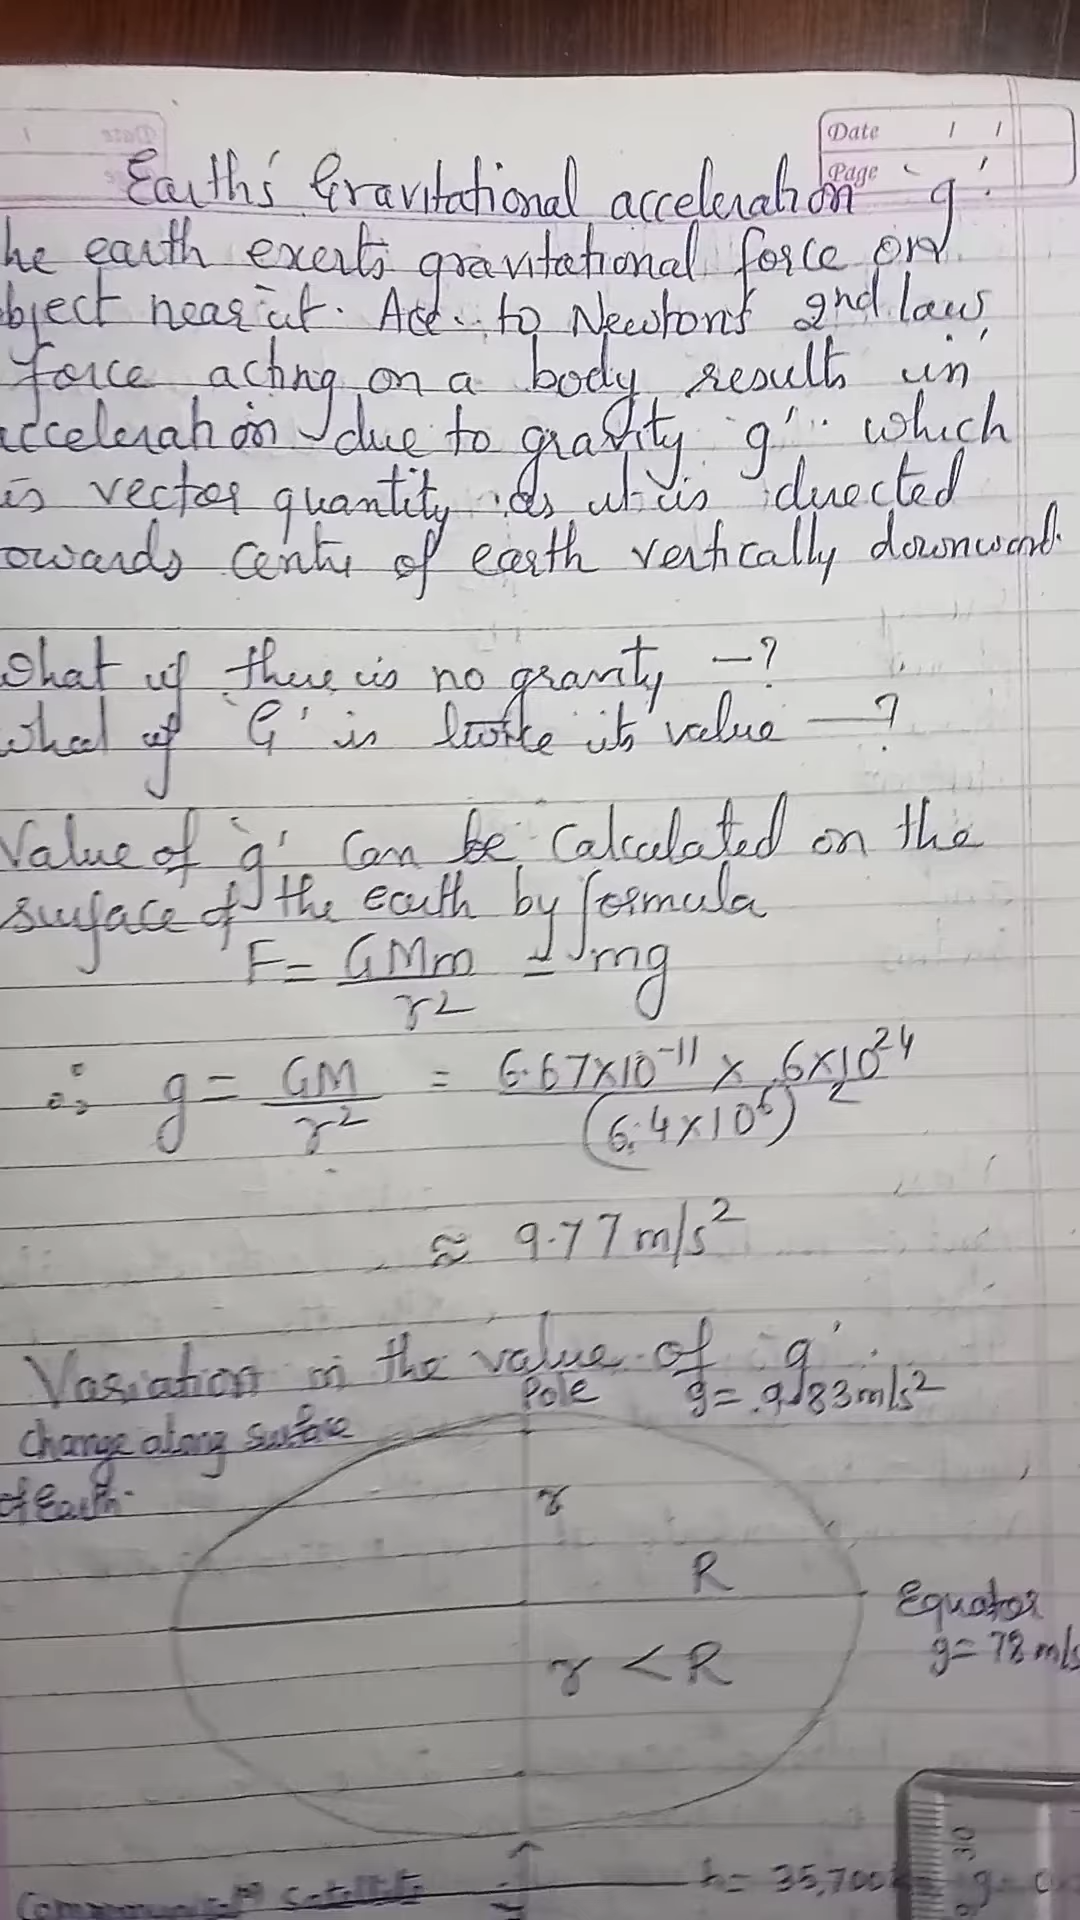 Date / /
Page
Earth's Gravitational acceleration 'g'.
he earth exerts gravitational force on
bject near it. Acc. to Newton's 2nd law,
force acting on a body results in
acceleration due to gravity 'g' which
is vector quantity as it is directed
owards centre of earth vertically downward.
What if there is no gravity -?
what if 'G' is twice its value -?
Value of 'g' can be calculated on the
surface of the earth by formula
F = GMm/r² = mg
∴ g = GM/r² = 6.67×10⁻¹¹ × 6×10²⁴/(6.4×10⁶)²
≈ 9.77 m/s²
Variation in the value of 'g'.
Pole g = 9.83 m/s²
Change along surface
of Earth.
r
R
Equator
g = 78 m/s
r < R
Satellite h = 35,700
30